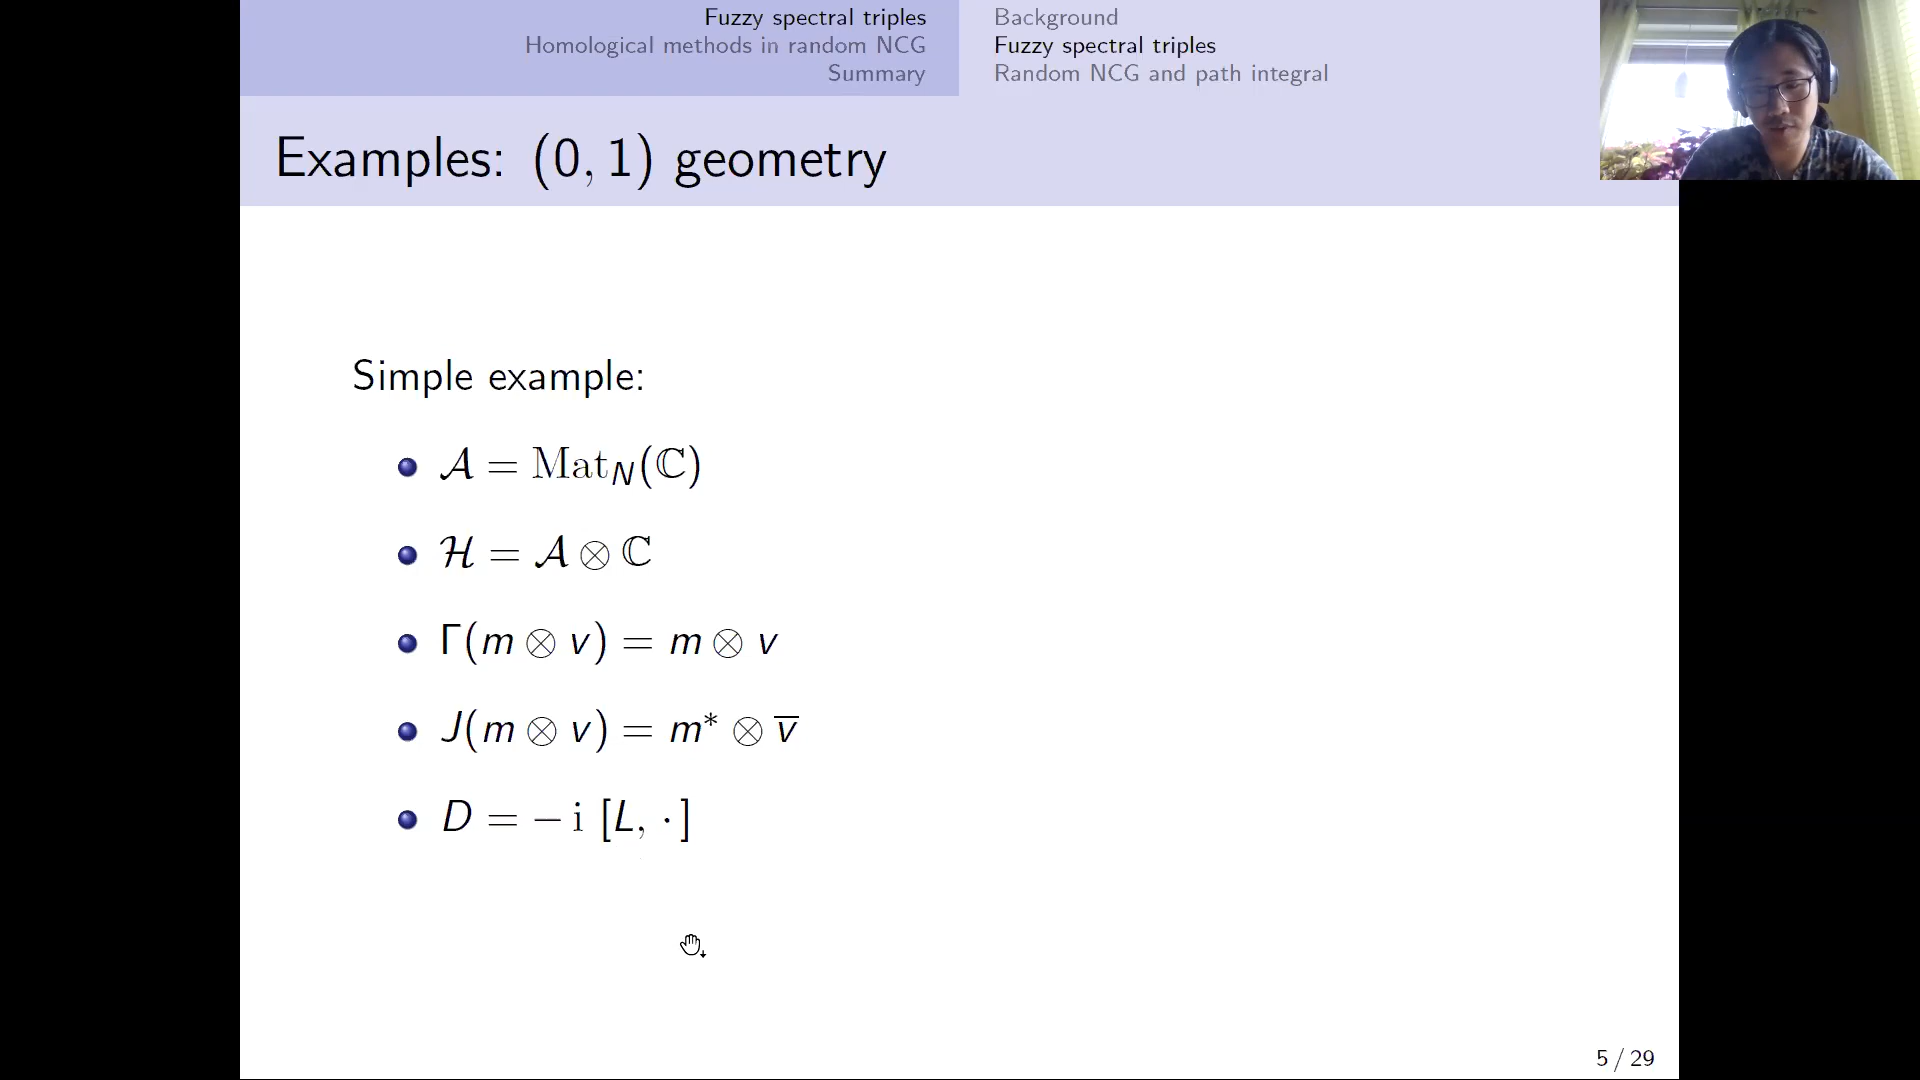 Fuzzy spectral triples
Homological methods in random NCG
Summary
Background
Fuzzy spectral triples
Random NCG and path integral
Examples: (0, 1) geometry
Simple example:
𝒜 = Mat_N(ℂ)
ℋ = 𝒜 ⊗ ℂ
Γ(m ⊗ v) = m ⊗ v
J(m ⊗ v) = m* ⊗ v̅
D = − i [L, · ]
5 / 29